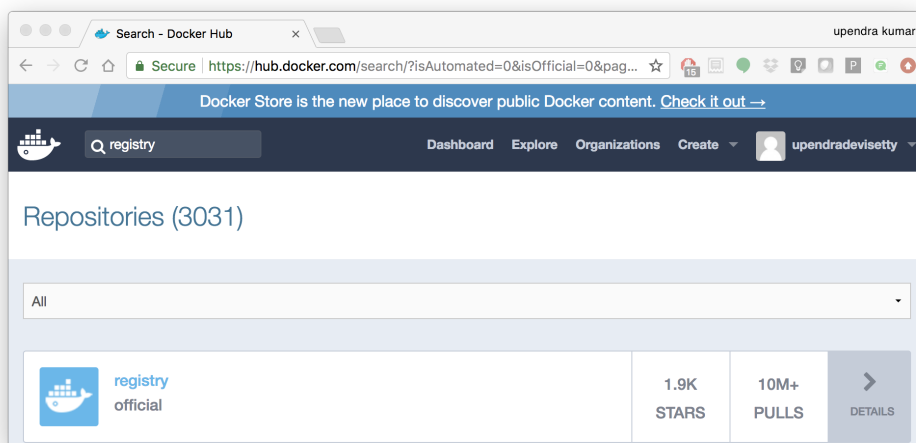 Search - Docker Hub
upendra kumar
Secure https://hub.docker.com/search/?isAutomated=0&isOfficial=0&pag...
15
P
Docker Store is the new place to discover public Docker content. Check it out →
registry
Dashboard Explore Organizations Create upendradevisetty
Repositories (3031)
All
registry
official
1.9K
STARS
10M+
PULLS
DETAILS